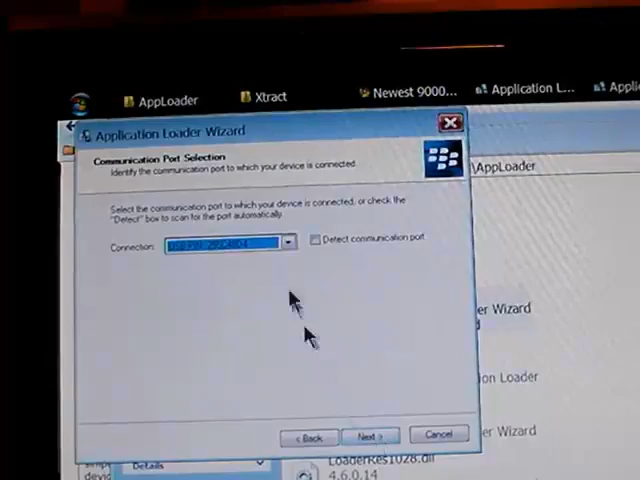 AppLoader
Xtract
Newest 9000...
Application L...
Application Loader Wizard
Communication Port Selection
Identify the communication port to which your device is connected.
\AppLoader
Select the communication port to which your device is connected, or check the
"Detect" box to scan for the port automatically.
Connection:
Detect communication port
er Wizard
ion Loader
er Wizard
< Back
Next >
Cancel
Details
LoaderRes1028.dll
4.6.0.14